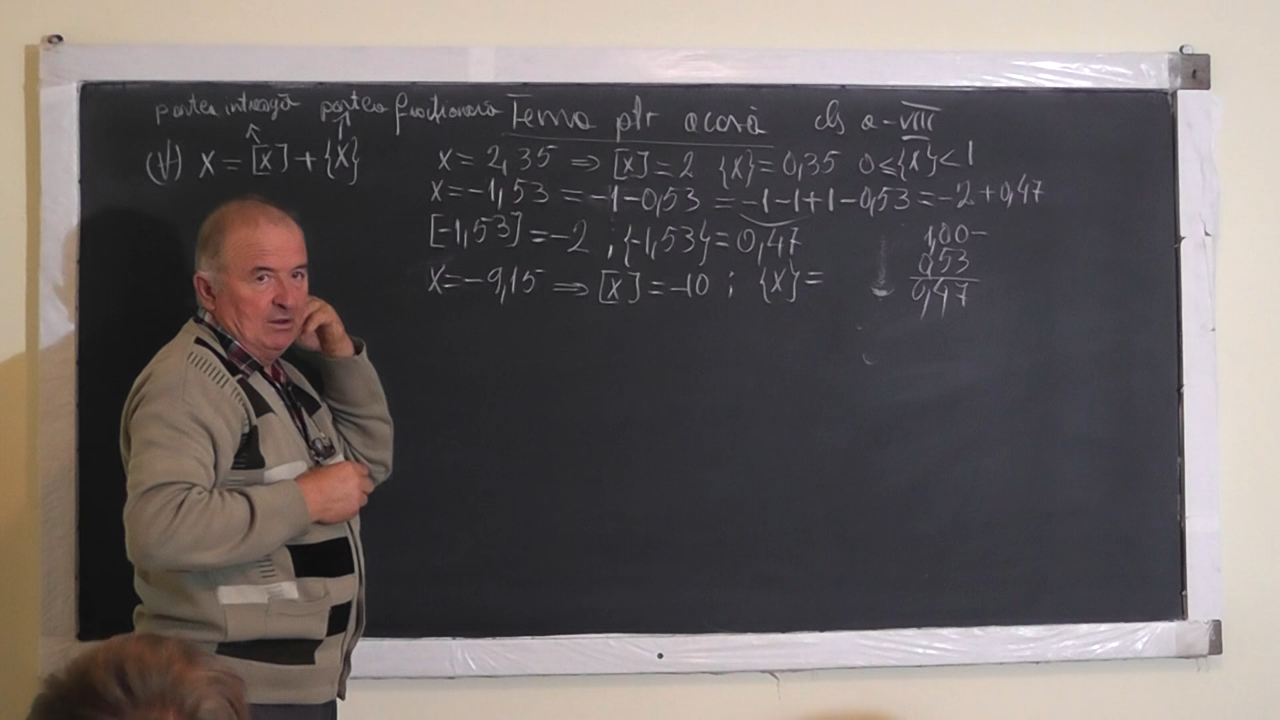 partea întreagă partea fracționară Tema ptr acasă cls a-VIII
(∀) x = [x] + {x}
x = 2,35 ⇒ [x] = 2 {x} = 0,35 0 ≤ {x} < 1
x = -1,53 = -1-0,53 = -1-1+1-0,53 = -2+0,47
[-1,53] = -2 ; {-1,53} = 0,47
x = -9,15 ⇒ [x] = -10 ; {x} =
1,00-
0,53
0,47